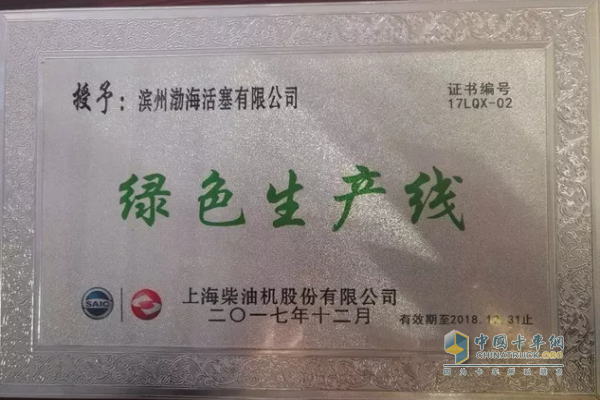 授予：滨州渤海活塞有限公司
证书编号
17LQX-02
绿色生产线
SAIC
上海柴油机股份有限公司
二〇一七年十二月
有效期至2018.12.31止
中国卡车网
CHINATRUCK.ORG